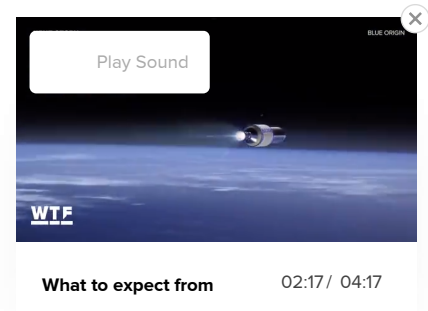 Play Sound
BLUE ORIGIN
WTF
What to expect from
02:17 / 04:17